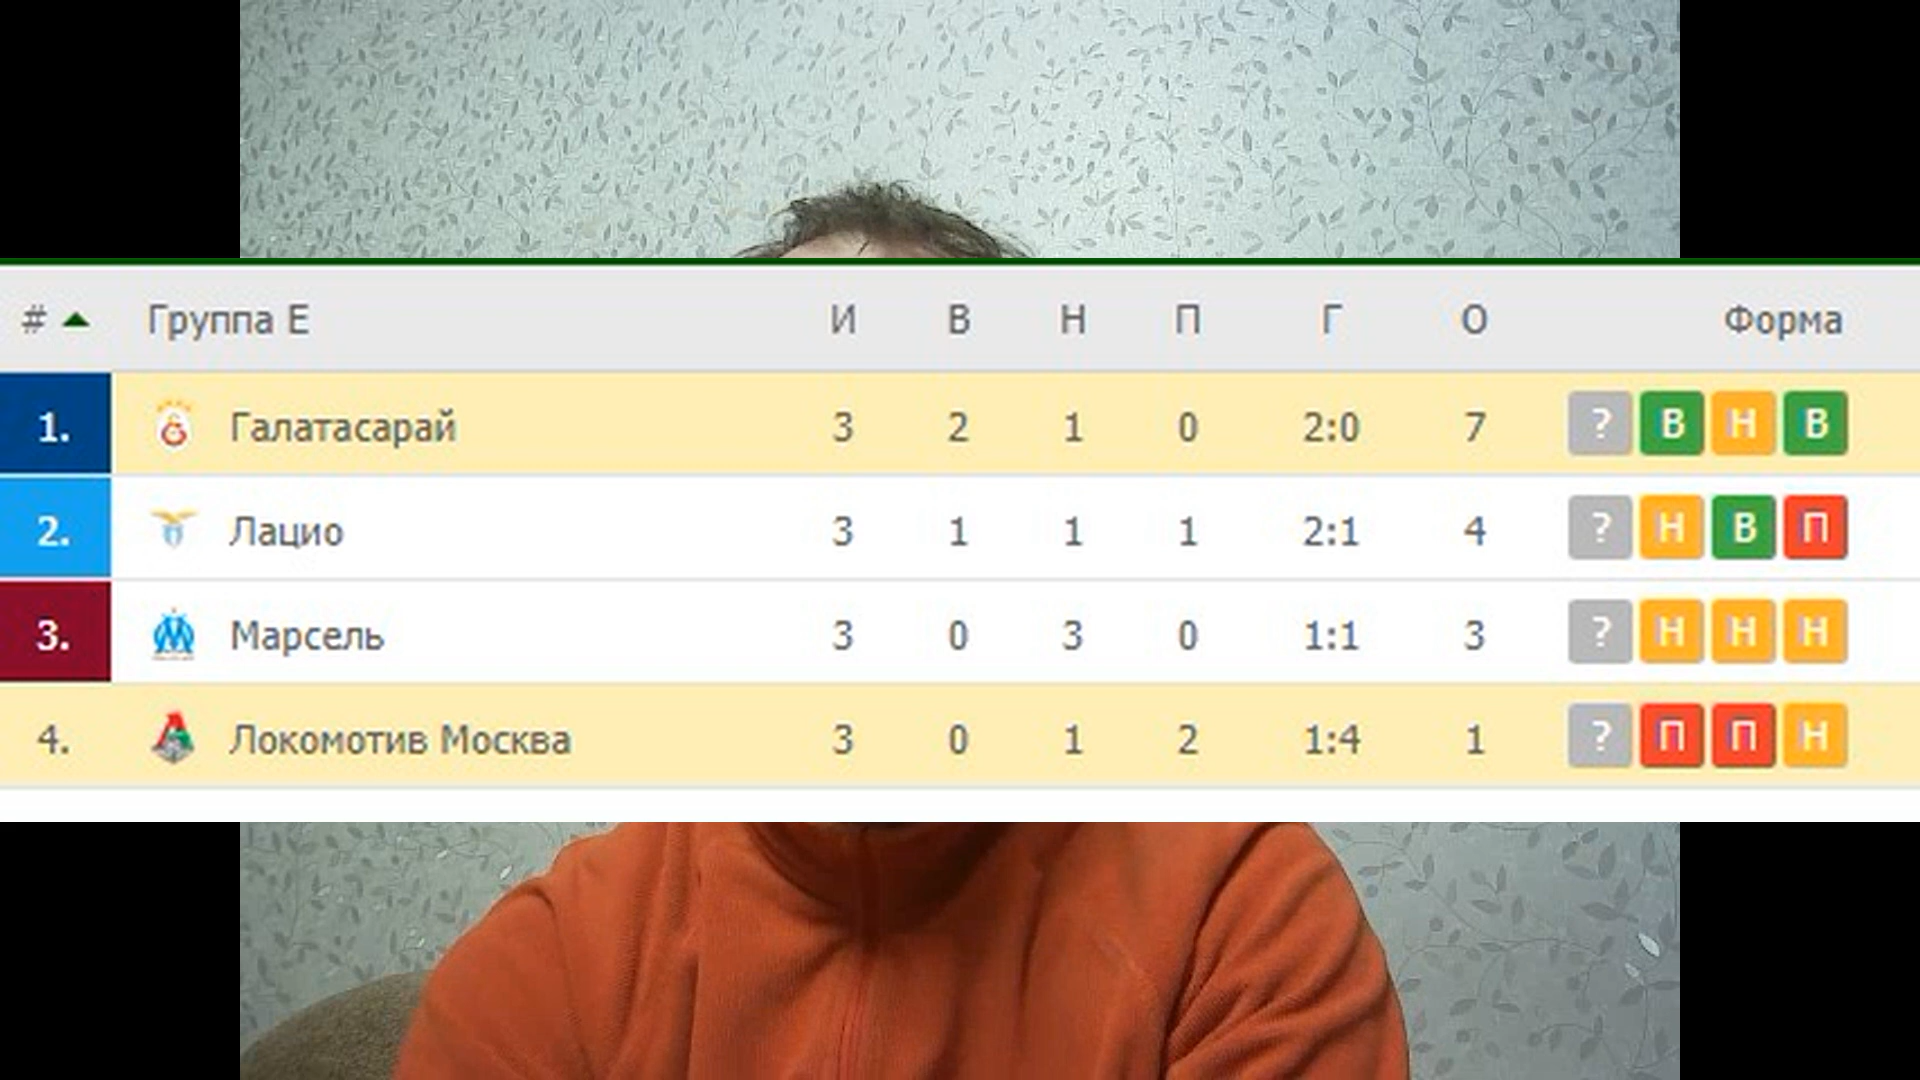 # Группа Е И В Н П Г О Форма
1. Галатасарай 3 2 1 0 2:0 7 ? В Н В
2. Лацио 3 1 1 1 2:1 4 ? Н В П
3. Марсель 3 0 3 0 1:1 3 ? Н Н Н
4. Локомотив Москва 3 0 1 2 1:4 1 ? П П Н